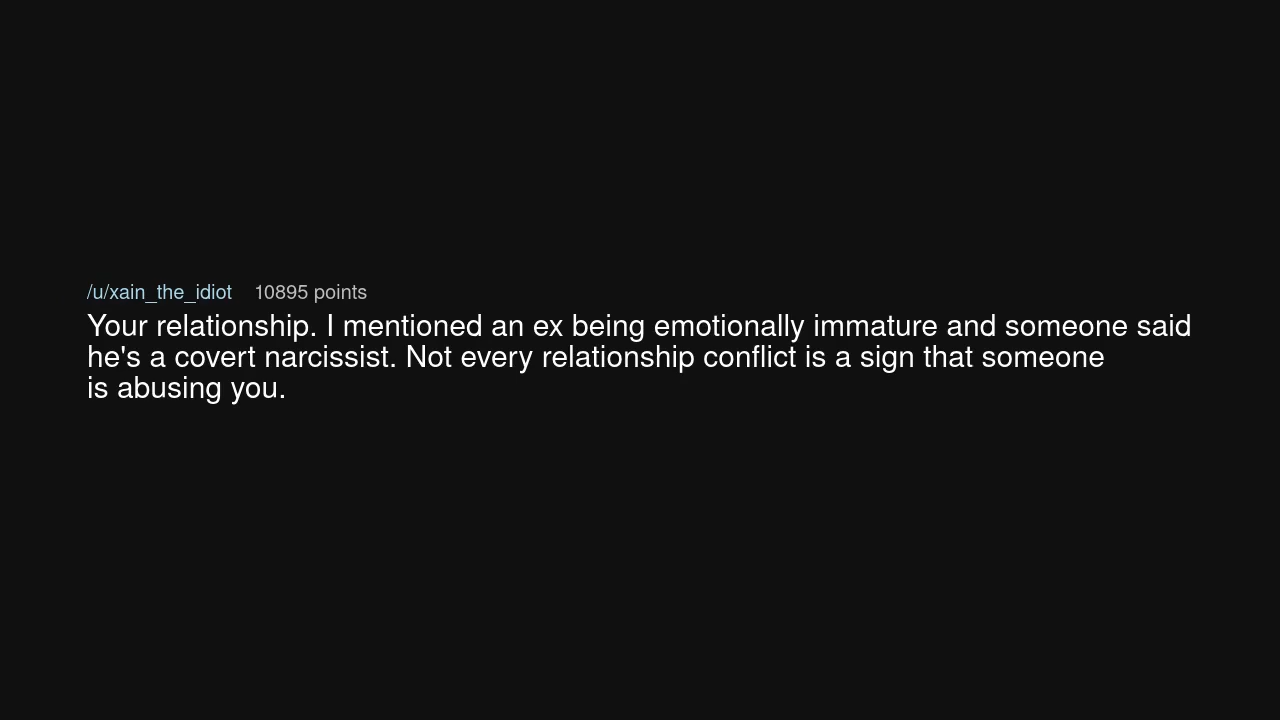 /u/xain_the_idiot 10895 points
Your relationship. I mentioned an ex being emotionally immature and someone said
he's a covert narcissist. Not every relationship conflict is a sign that someone
is abusing you.